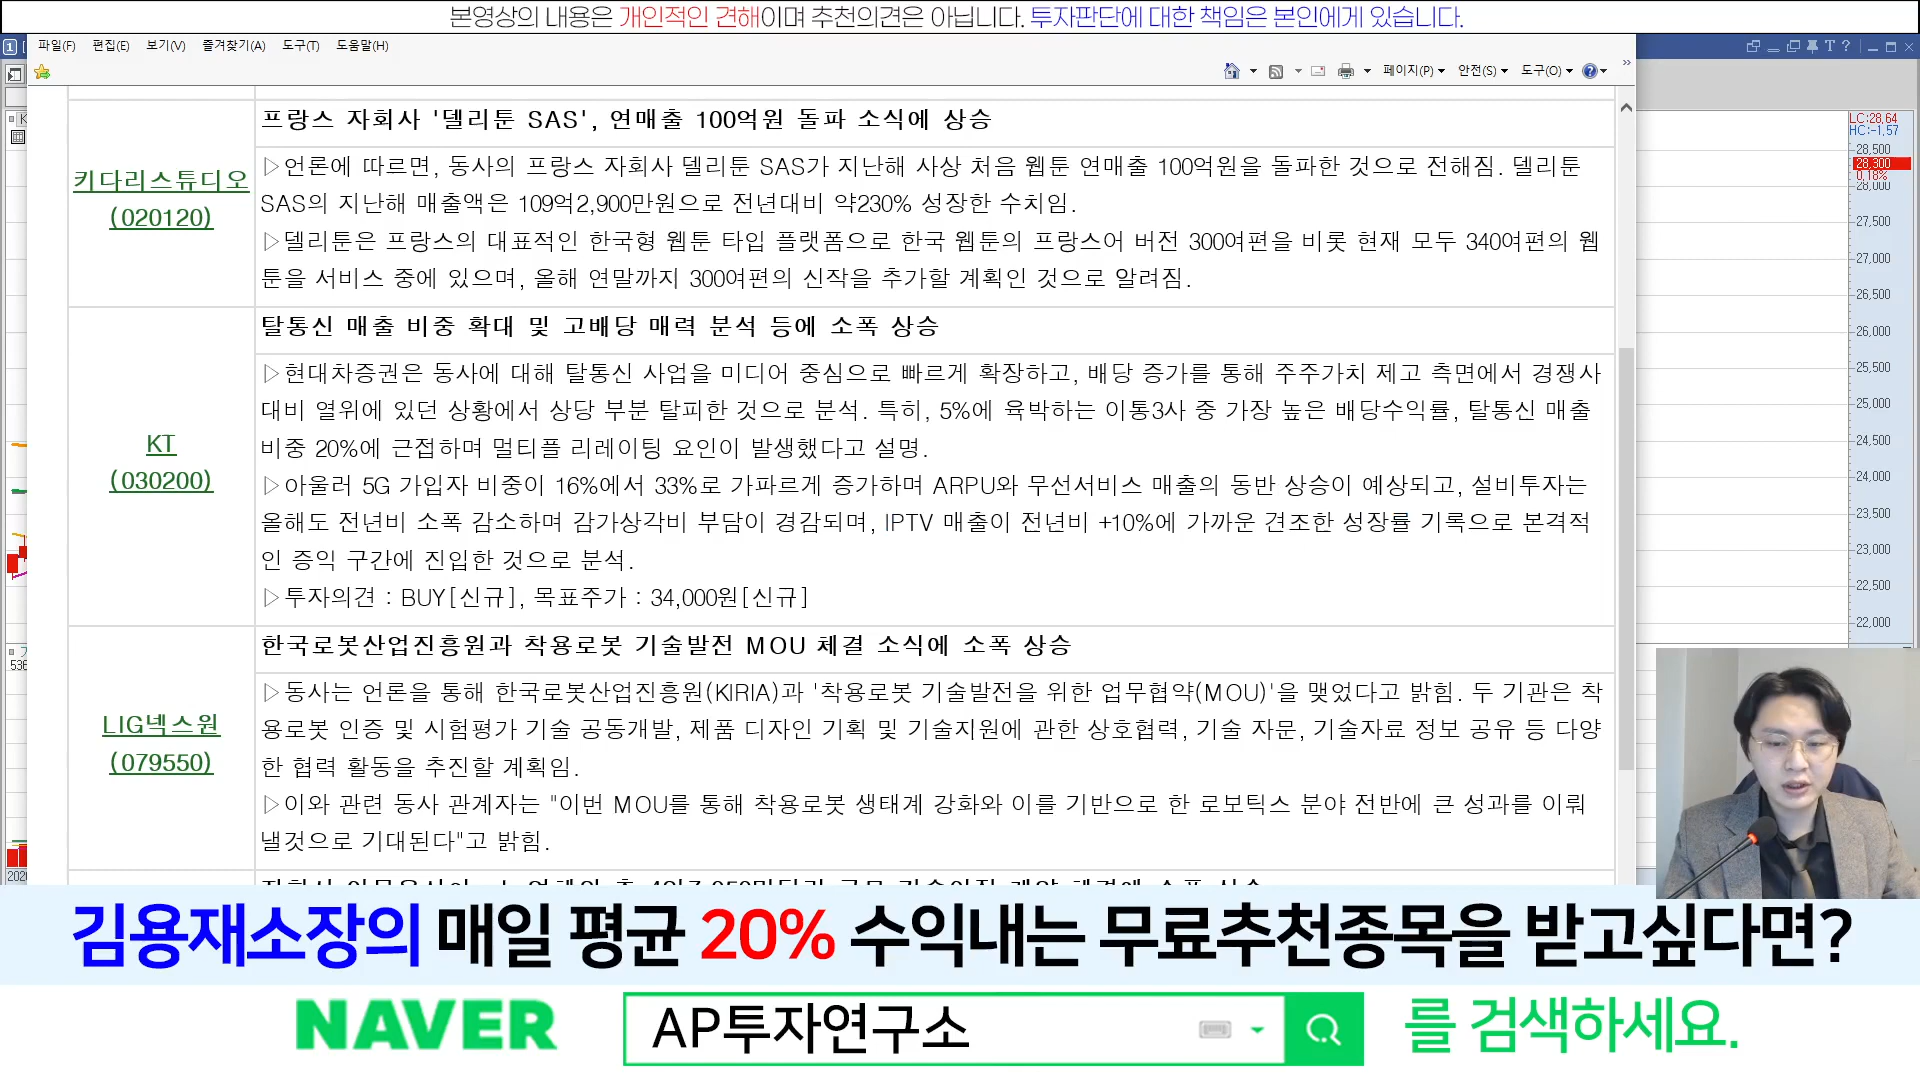 본영상의 내용은 개인적인 견해이며 추천의견은 아닙니다. 투자판단에 대한 책임은 본인에게 있습니다.
파일(F) 편집(E) 보기(V) 즐겨찾기(A) 도구(T) 도움말(H)
페이지(P) 안전(S) 도구(O)
프랑스 자회사 '델리툰 SAS', 연매출 100억원 돌파 소식에 상승
키다리스튜디오
(020120)
▷언론에 따르면, 동사의 프랑스 자회사 델리툰 SAS가 지난해 사상 처음 웹툰 연매출 100억원을 돌파한 것으로 전해짐. 델리툰
SAS의 지난해 매출액은 109억2,900만원으로 전년대비 약230% 성장한 수치임.
▷델리툰은 프랑스의 대표적인 한국형 웹툰 타입 플랫폼으로 한국 웹툰의 프랑스어 버전 300여편을 비롯 현재 모두 340여편의 웹
툰을 서비스 중에 있으며, 올해 연말까지 300여편의 신작을 추가할 계획인 것으로 알려짐.
탈통신 매출 비중 확대 및 고배당 매력 분석 등에 소폭 상승
KT
(030200)
▷현대차증권은 동사에 대해 탈통신 사업을 미디어 중심으로 빠르게 확장하고, 배당 증가를 통해 주주가치 제고 측면에서 경쟁사
대비 열위에 있던 상황에서 상당 부분 탈피한 것으로 분석. 특히, 5%에 육박하는 이통3사 중 가장 높은 배당수익률, 탈통신 매출
비중 20%에 근접하며 멀티플 리레이팅 요인이 발생했다고 설명.
▷아울러 5G 가입자 비중이 16%에서 33%로 가파르게 증가하며 ARPU와 무선서비스 매출의 동반 상승이 예상되고, 설비투자는
올해도 전년비 소폭 감소하며 감가상각비 부담이 경감되며, IPTV 매출이 전년비 +10%에 가까운 견조한 성장률 기록으로 본격적
인 증익 구간에 진입한 것으로 분석.
▷투자의견 : BUY[신규], 목표주가 : 34,000원[신규]
한국로봇산업진흥원과 착용로봇 기술발전 MOU 체결 소식에 소폭 상승
LIG넥스원
(079550)
▷동사는 언론을 통해 한국로봇산업진흥원(KIRIA)과 '착용로봇 기술발전을 위한 업무협약(MOU)'을 맺었다고 밝힘. 두 기관은 착
용로봇 인증 및 시험평가 기술 공동개발, 제품 디자인 기획 및 기술지원에 관한 상호협력, 기술 자문, 기술자료 정보 공유 등 다양
한 협력 활동을 추진할 계획임.
▷이와 관련 동사 관계자는 "이번 MOU를 통해 착용로봇 생태계 강화와 이를 기반으로 한 로보틱스 분야 전반에 큰 성과를 이뤄
낼것으로 기대된다"고 밝힘.
LC:28,64
HC:-1,57
28,500
28,300
0,18%
28,000
27,500
27,000
26,500
26,000
25,500
25,000
24,500
24,000
23,500
23,000
22,500
22,000
536
김용재소장의 매일 평균 20% 수익내는 무료추천종목을 받고싶다면?
NAVER AP투자연구소 를 검색하세요.